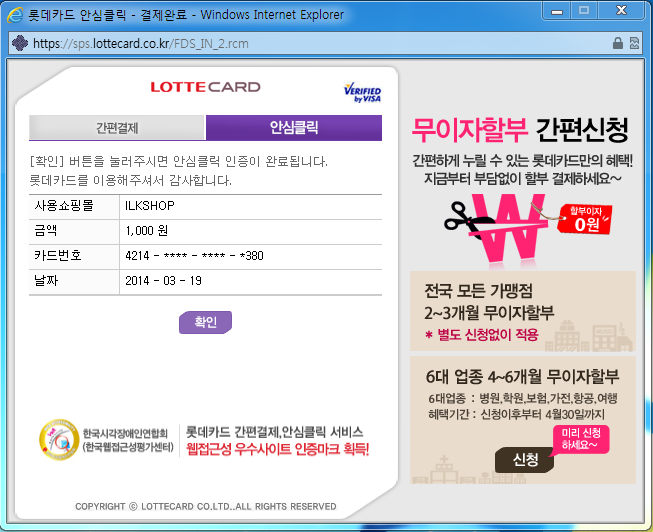 롯데카드 안심클릭 - 결제완료 - Windows Internet Explorer
https://sps.lottecard.co.kr/FDS_IN_2.rcm
LOTTECARD
VERIFIED
by VISA
간편결제
안심클릭
[확인] 버튼을 눌러주시면 안심클릭 인증이 완료됩니다.
롯데카드를 이용해주셔서 감사합니다.
사용쇼핑몰 ILKSHOP
금액 1,000 원
카드번호 4214 - **** - **** - *380
날짜 2014 - 03 - 19
확인
한국시각장애인연합회
(한국웹접근성평가센터)
롯데카드 간편결제,안심클릭 서비스
웹접근성 우수사이트 인증마크 획득!
COPYRIGHT ⓒ LOTTECARD CO,LTD..ALL RIGHTS RESERVED
무이자할부 간편신청
간편하게 누릴 수 있는 롯데카드만의 혜택!
지금부터 부담없이 할부 결제하세요~
₩
할부이자
0원
전국 모든 가맹점
2~3개월 무이자할부
* 별도 신청없이 적용
6대 업종 4~6개월 무이자할부
6대업종 : 병원,학원,보험,가전,항공,여행
혜택기간 : 신청이후부터 4월30일까지
미리 신청
하세요~
신청